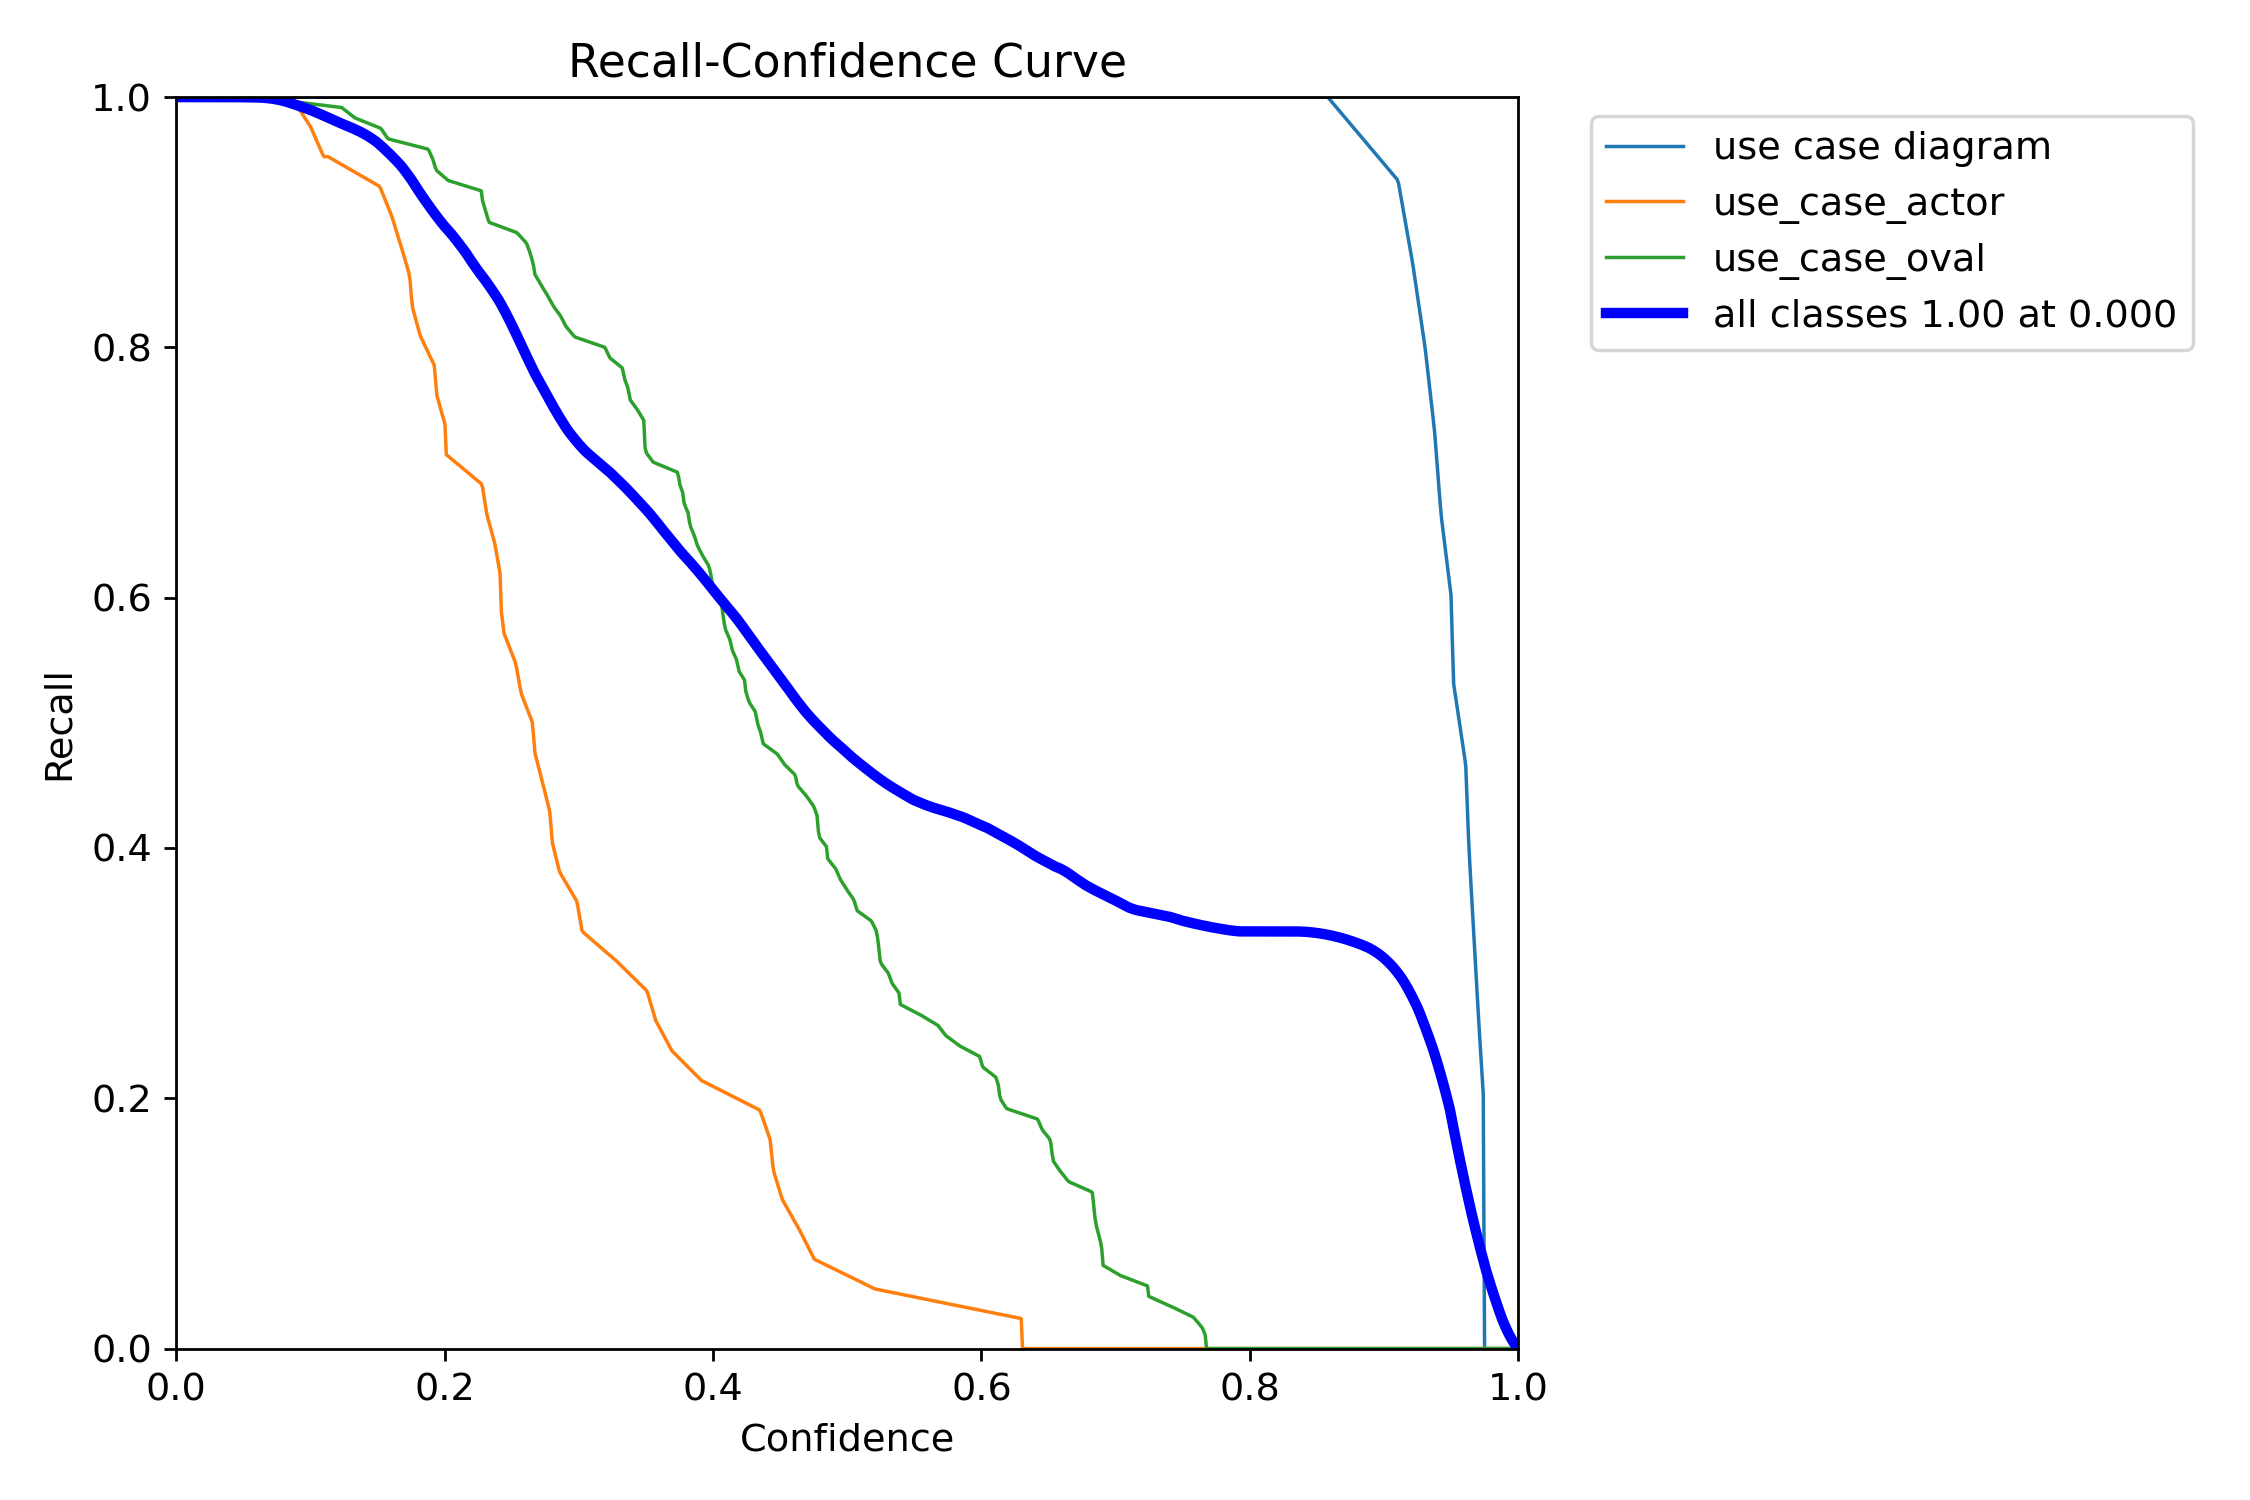 Recall-Confidence Curve
1.0
0.8
0.6
0.4
0.2
0.0
Recall
0.0 0.2 0.4 0.6 0.8 1.0
Confidence
use case diagram
use_case_actor
use_case_oval
all classes 1.00 at 0.000